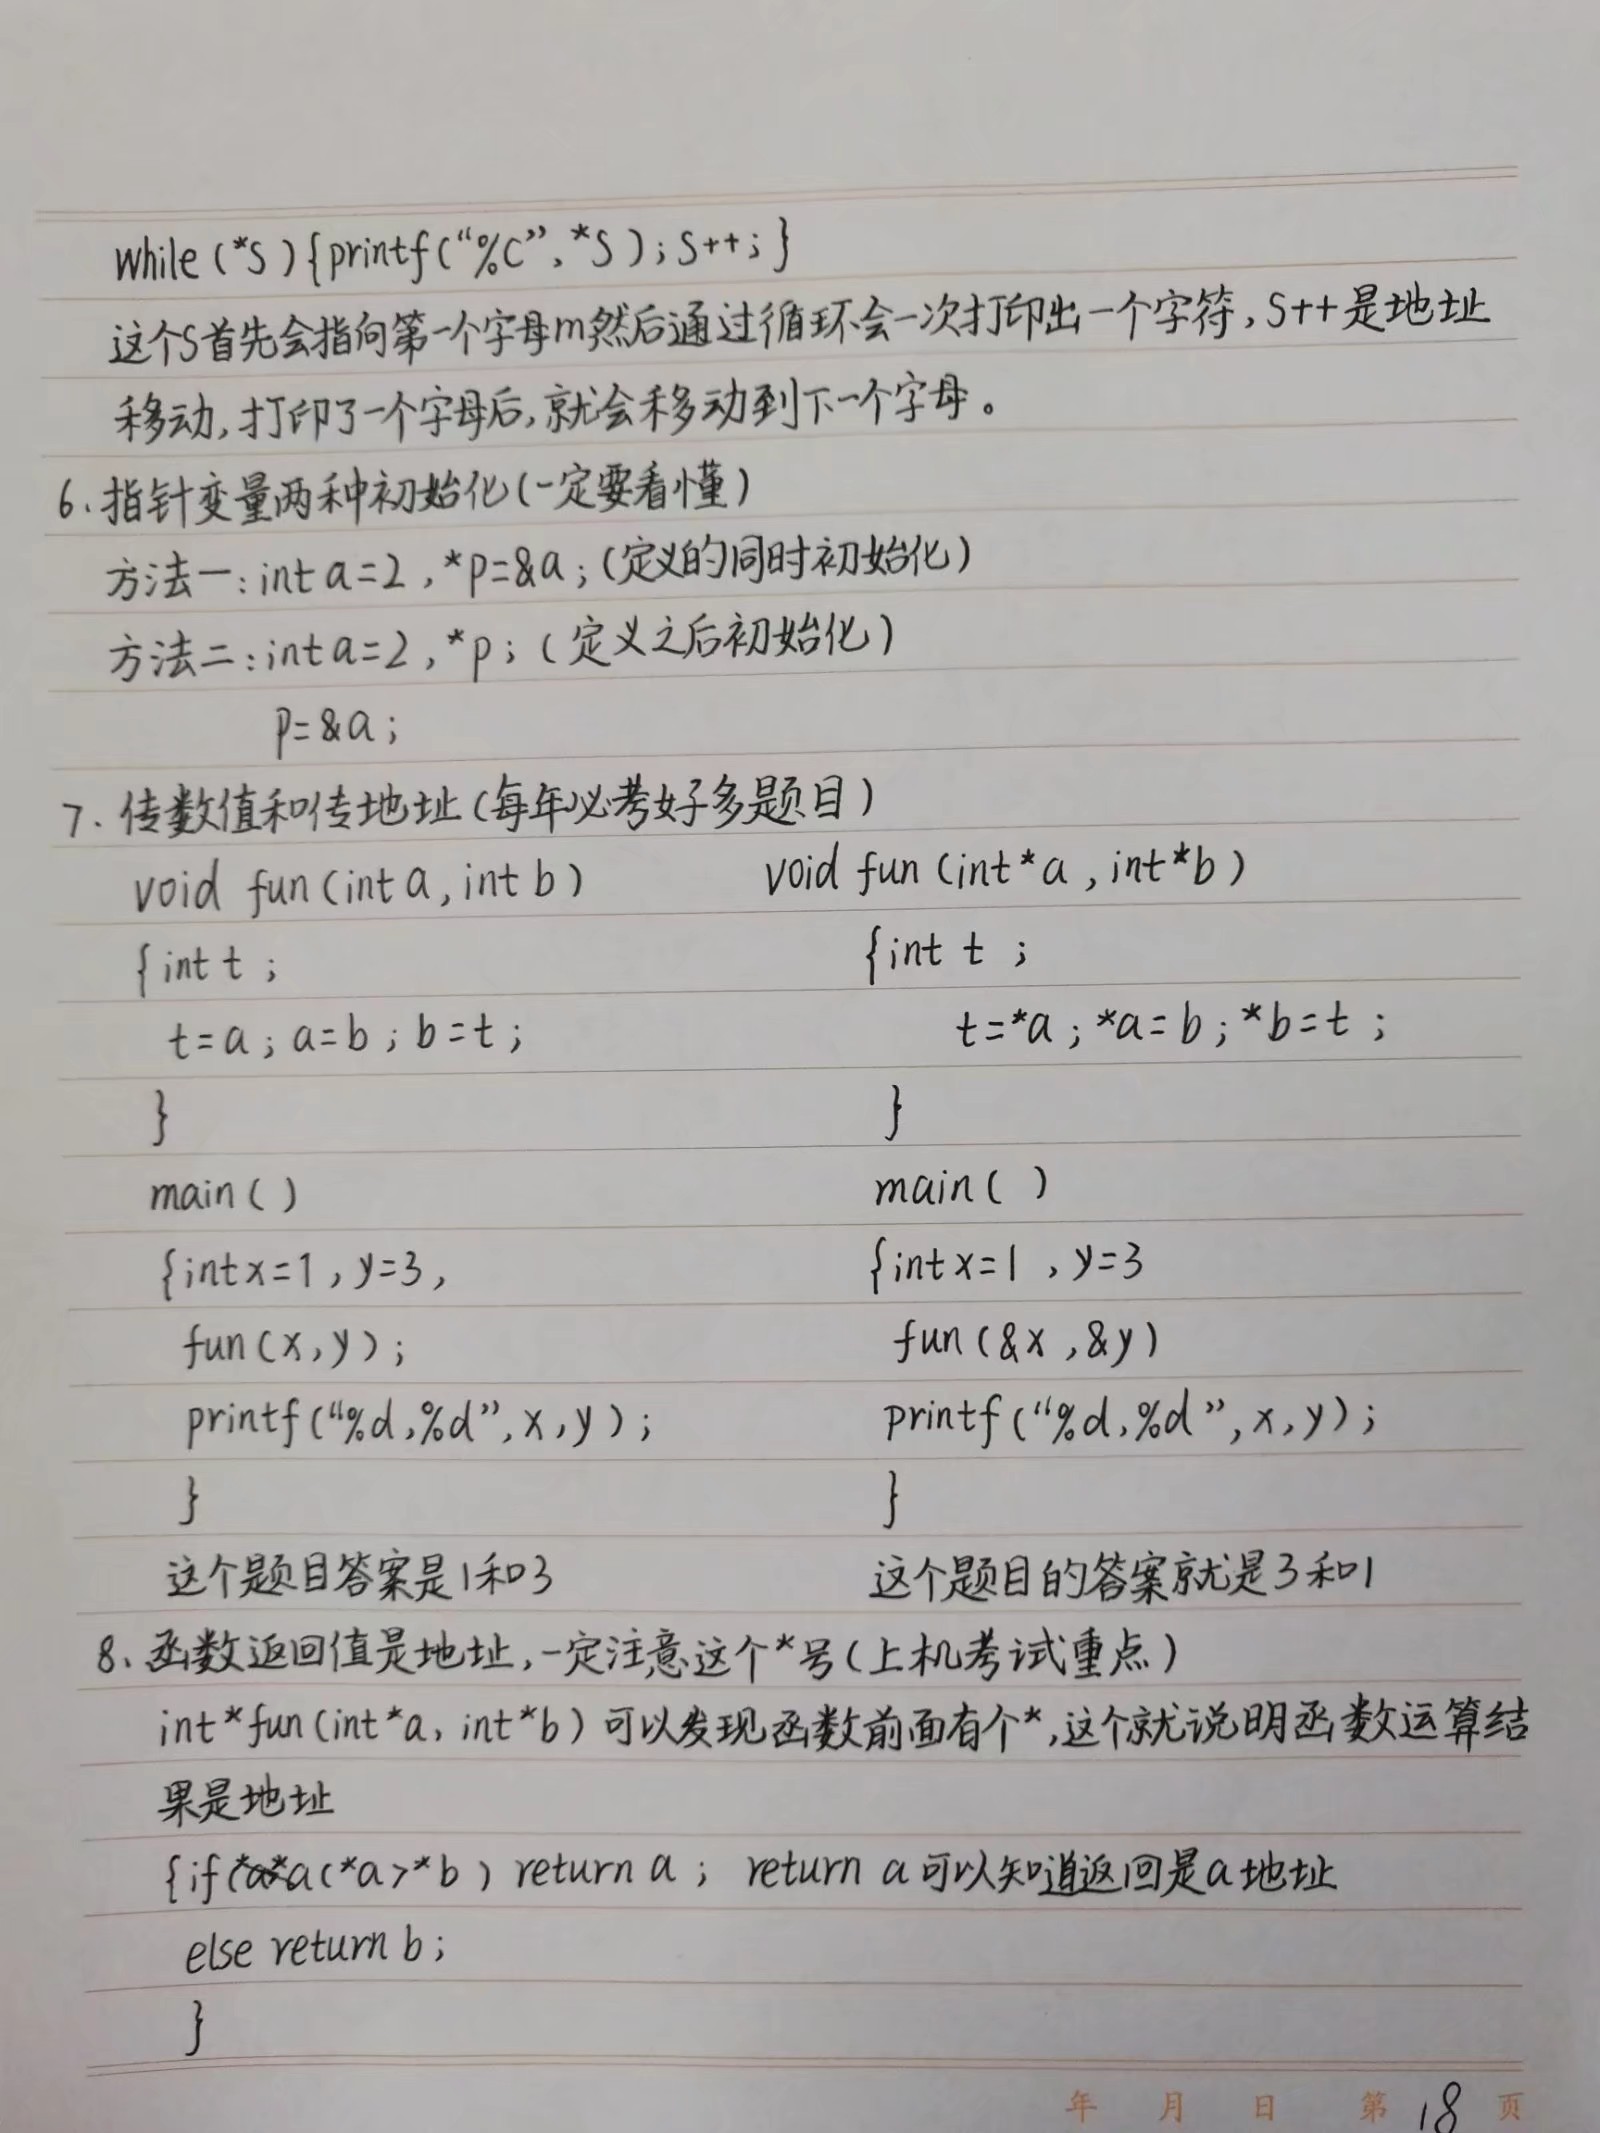 while (*S){printf("%C", *S);S++;}
这个S首先会指向第一个字母m然后通过循环会一次打印出一个字符,S++是地址
移动,打印了一个字母后,就会移动到下一个字母。
6、指针变量两种初始化(一定要看懂)
方法一:int a=2,*p=&a;(定义的同时初始化)
方法二:int a=2,*p;(定义之后初始化)
p=&a;
7、传数值和传地址(每年必考好多题目)
void fun(int a,int b) void fun(int*a,int*b)
{int t; {int t;
t=a;a=b;b=t; t=*a;*a=b;*b=t;
} }
main() main()
{int x=1,y=3, {int x=1,y=3
fun(x,y); fun(&x,&y)
printf("%d,%d",x,y); printf("%d,%d",x,y);
} }
这个题目答案是1和3 这个题目的答案就是3和1
8、函数返回值是地址,一定注意这个*号(上机考试重点)
int*fun(int*a,int*b)可以发现函数前面有个*,这个就说明函数运算结
果是地址
{if(*a*a(*a>*b) return a; return a可以知道返回是a地址
else return b;
}
年 月 日 第18页